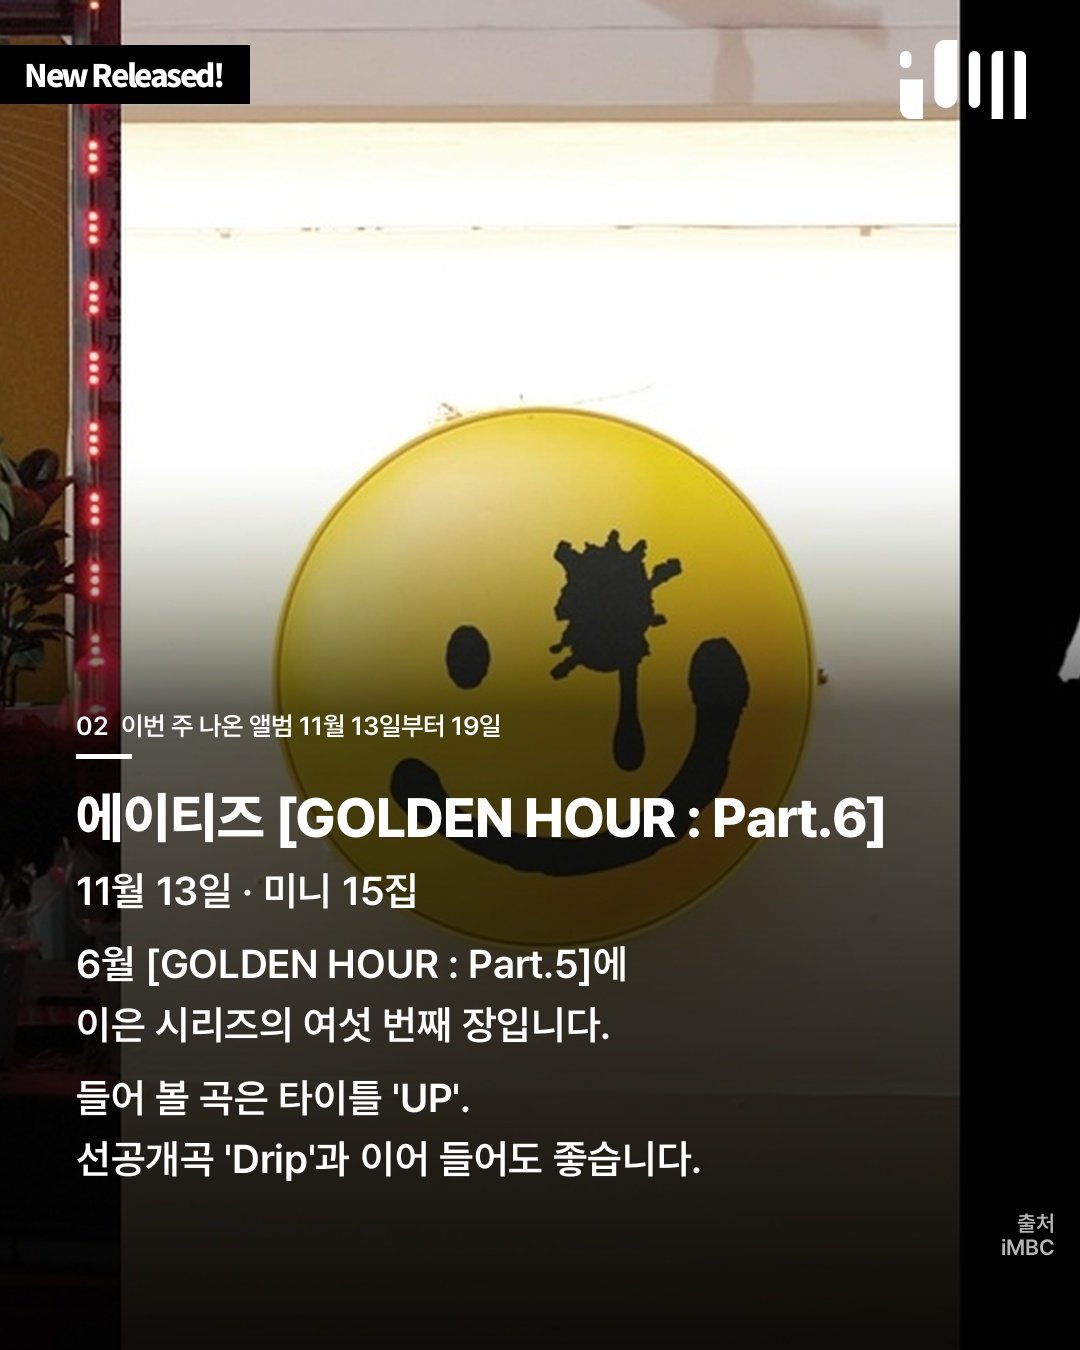 New Released!
02 이번 주 나온 앨범 11월 13일부터 19일
에이티즈 [GOLDEN HOUR : Part.6]
11월 13일 · 미니 15집
6월 [GOLDEN HOUR : Part.5]에
이은 시리즈의 여섯 번째 장입니다.
들어 볼 곡은 타이틀 'UP'.
선공개곡 'Drip'과 이어 들어도 좋습니다.
출처
iMBC